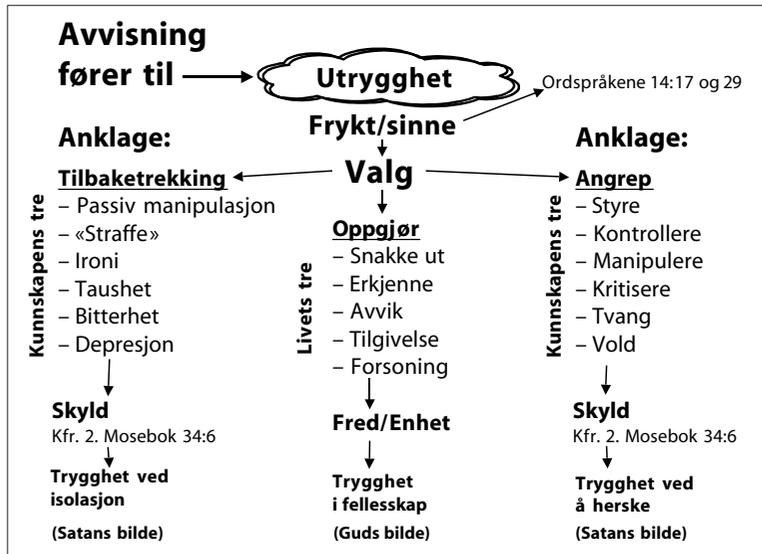 Avvisning
fører til
Utrygghet
Ordspråkene 14:17 og 29
Frykt/sinne
Valg
Anklage:
Tilbaketrekking
Kunnskapens tre
– Passiv manipulasjon
– «Straffe»
– Ironi
– Taushet
– Bitterhet
– Depresjon
Skyld
Kfr. 2. Mosebok 34:6
Trygghet ved
isolasjon
(Satans bilde)
Oppgjør
Livets tre
– Snakke ut
– Erkjenne
– Avvik
– Tilgivelse
– Forsoning
Fred/Enhet
Trygghet
i fellesskap
(Guds bilde)
Anklage:
Angrep
Kunnskapens tre
– Styre
– Kontrollere
– Manipulere
– Kritisere
– Tvang
– Vold
Skyld
Kfr. 2. Mosebok 34:6
Trygghet ved
å herske
(Satans bilde)